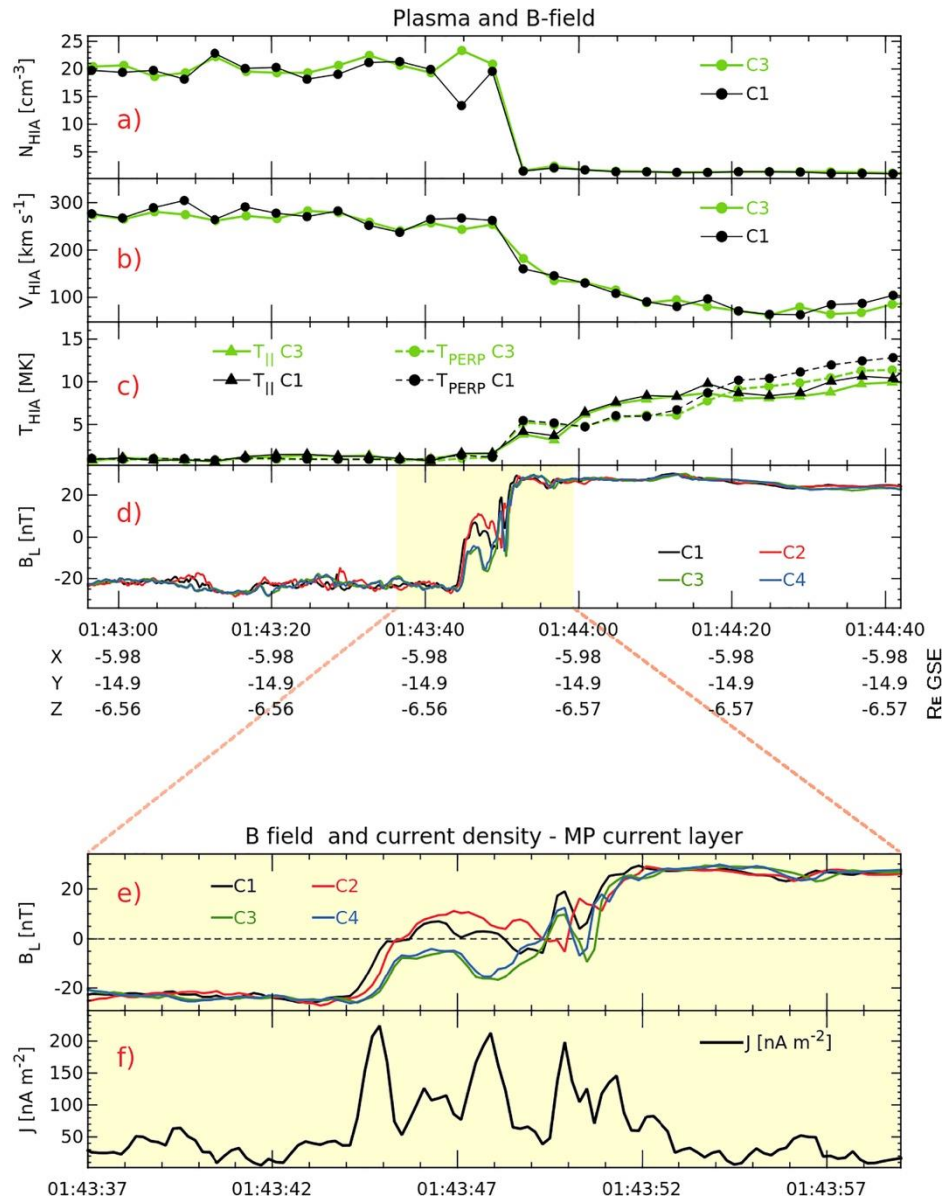 Plasma and B-field
N_HIA [cm⁻³]
25
20
15
10
5
a)
C3
C1
V_HIA [km s⁻¹]
300
200
100
b)
C3
C1
T_HIA [MK]
15
10
5
c)
T_|| C3
T_PERP C3
T_|| C1
T_PERP C1
B_L [nT]
20
0
-20
d)
C1 C2
C3 C4
01:43:00 01:43:20 01:43:40 01:44:00 01:44:20 01:44:40
X -5.98 -5.98 -5.98 -5.98 -5.98 -5.98
Y -14.9 -14.9 -14.9 -14.9 -14.9 -14.9
Z -6.56 -6.56 -6.56 -6.57 -6.57 -6.57
RE GSE
B field and current density - MP current layer
B_L [nT]
20
0
-20
e)
C1 C2
C3 C4
J [nA m⁻²]
200
150
100
50
f)
J [nA m⁻²]
01:43:37 01:43:42 01:43:47 01:43:52 01:43:57